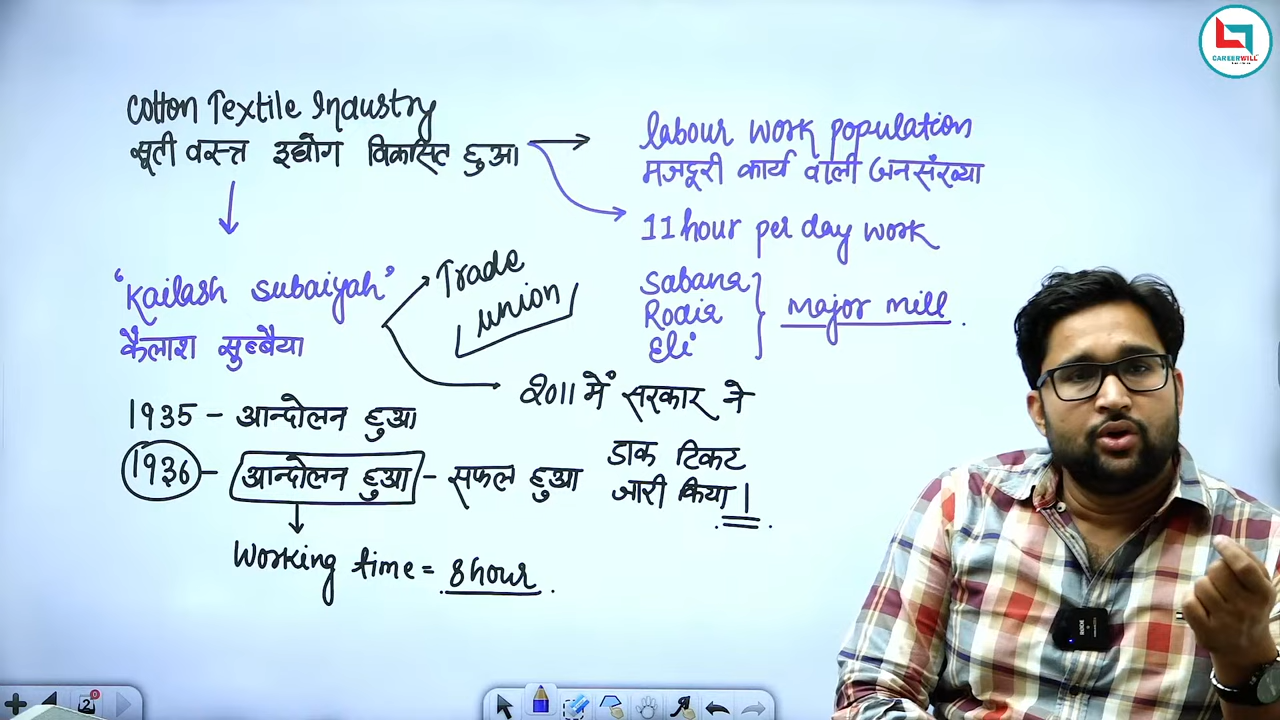 CAREERWILL
Cotton Textile Industry
सूती वस्त्र उद्योग विकसित हुआ
labour work population
मजदूरी कार्य वाली जनसंख्या
11 hour per day work
Sabana
Rodia
Eli
major mill.
'Kailash subaiyah'
कैलाश सुब्बैया
Trade
union
2011 में सरकार ने
डाक टिकट
जारी किया।
1935 - आन्दोलन हुआ
1936 - आन्दोलन हुआ - सफल हुआ
Working time = 8 hour.
2